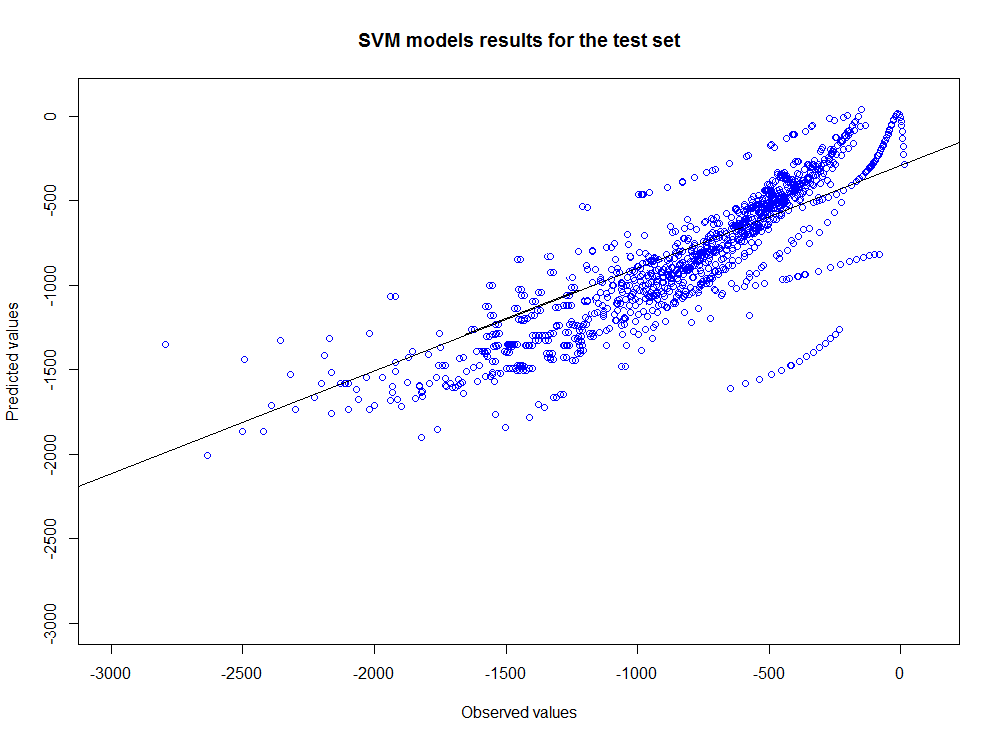 SVM models results for the test set
Predicted values
0
-500
-1000
-1500
-2000
-2500
-3000
-3000 -2500 -2000 -1500 -1000 -500 0
Observed values